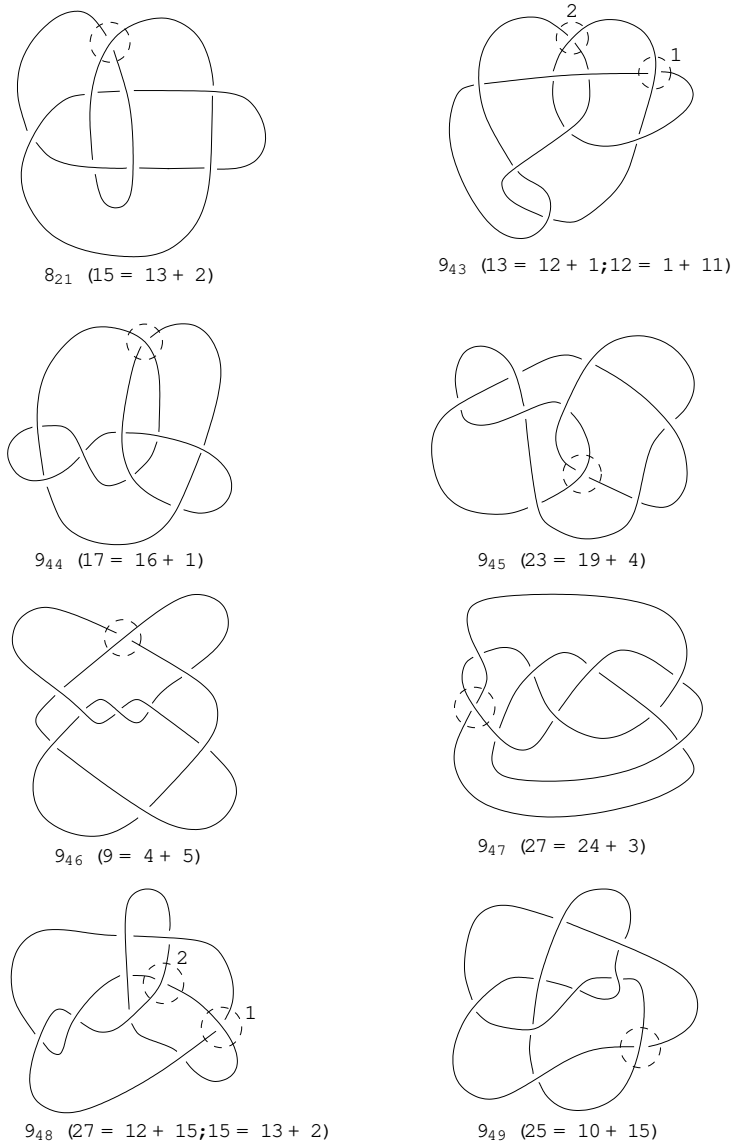 2
1
8₂₁ (15 = 13 + 2)
9₄₃ (13 = 12 + 1;12 = 1 + 11)
9₄₄ (17 = 16 + 1)
9₄₅ (23 = 19 + 4)
9₄₆ (9 = 4 + 5)
9₄₇ (27 = 24 + 3)
2
1
9₄₈ (27 = 12 + 15;15 = 13 + 2)
9₄₉ (25 = 10 + 15)